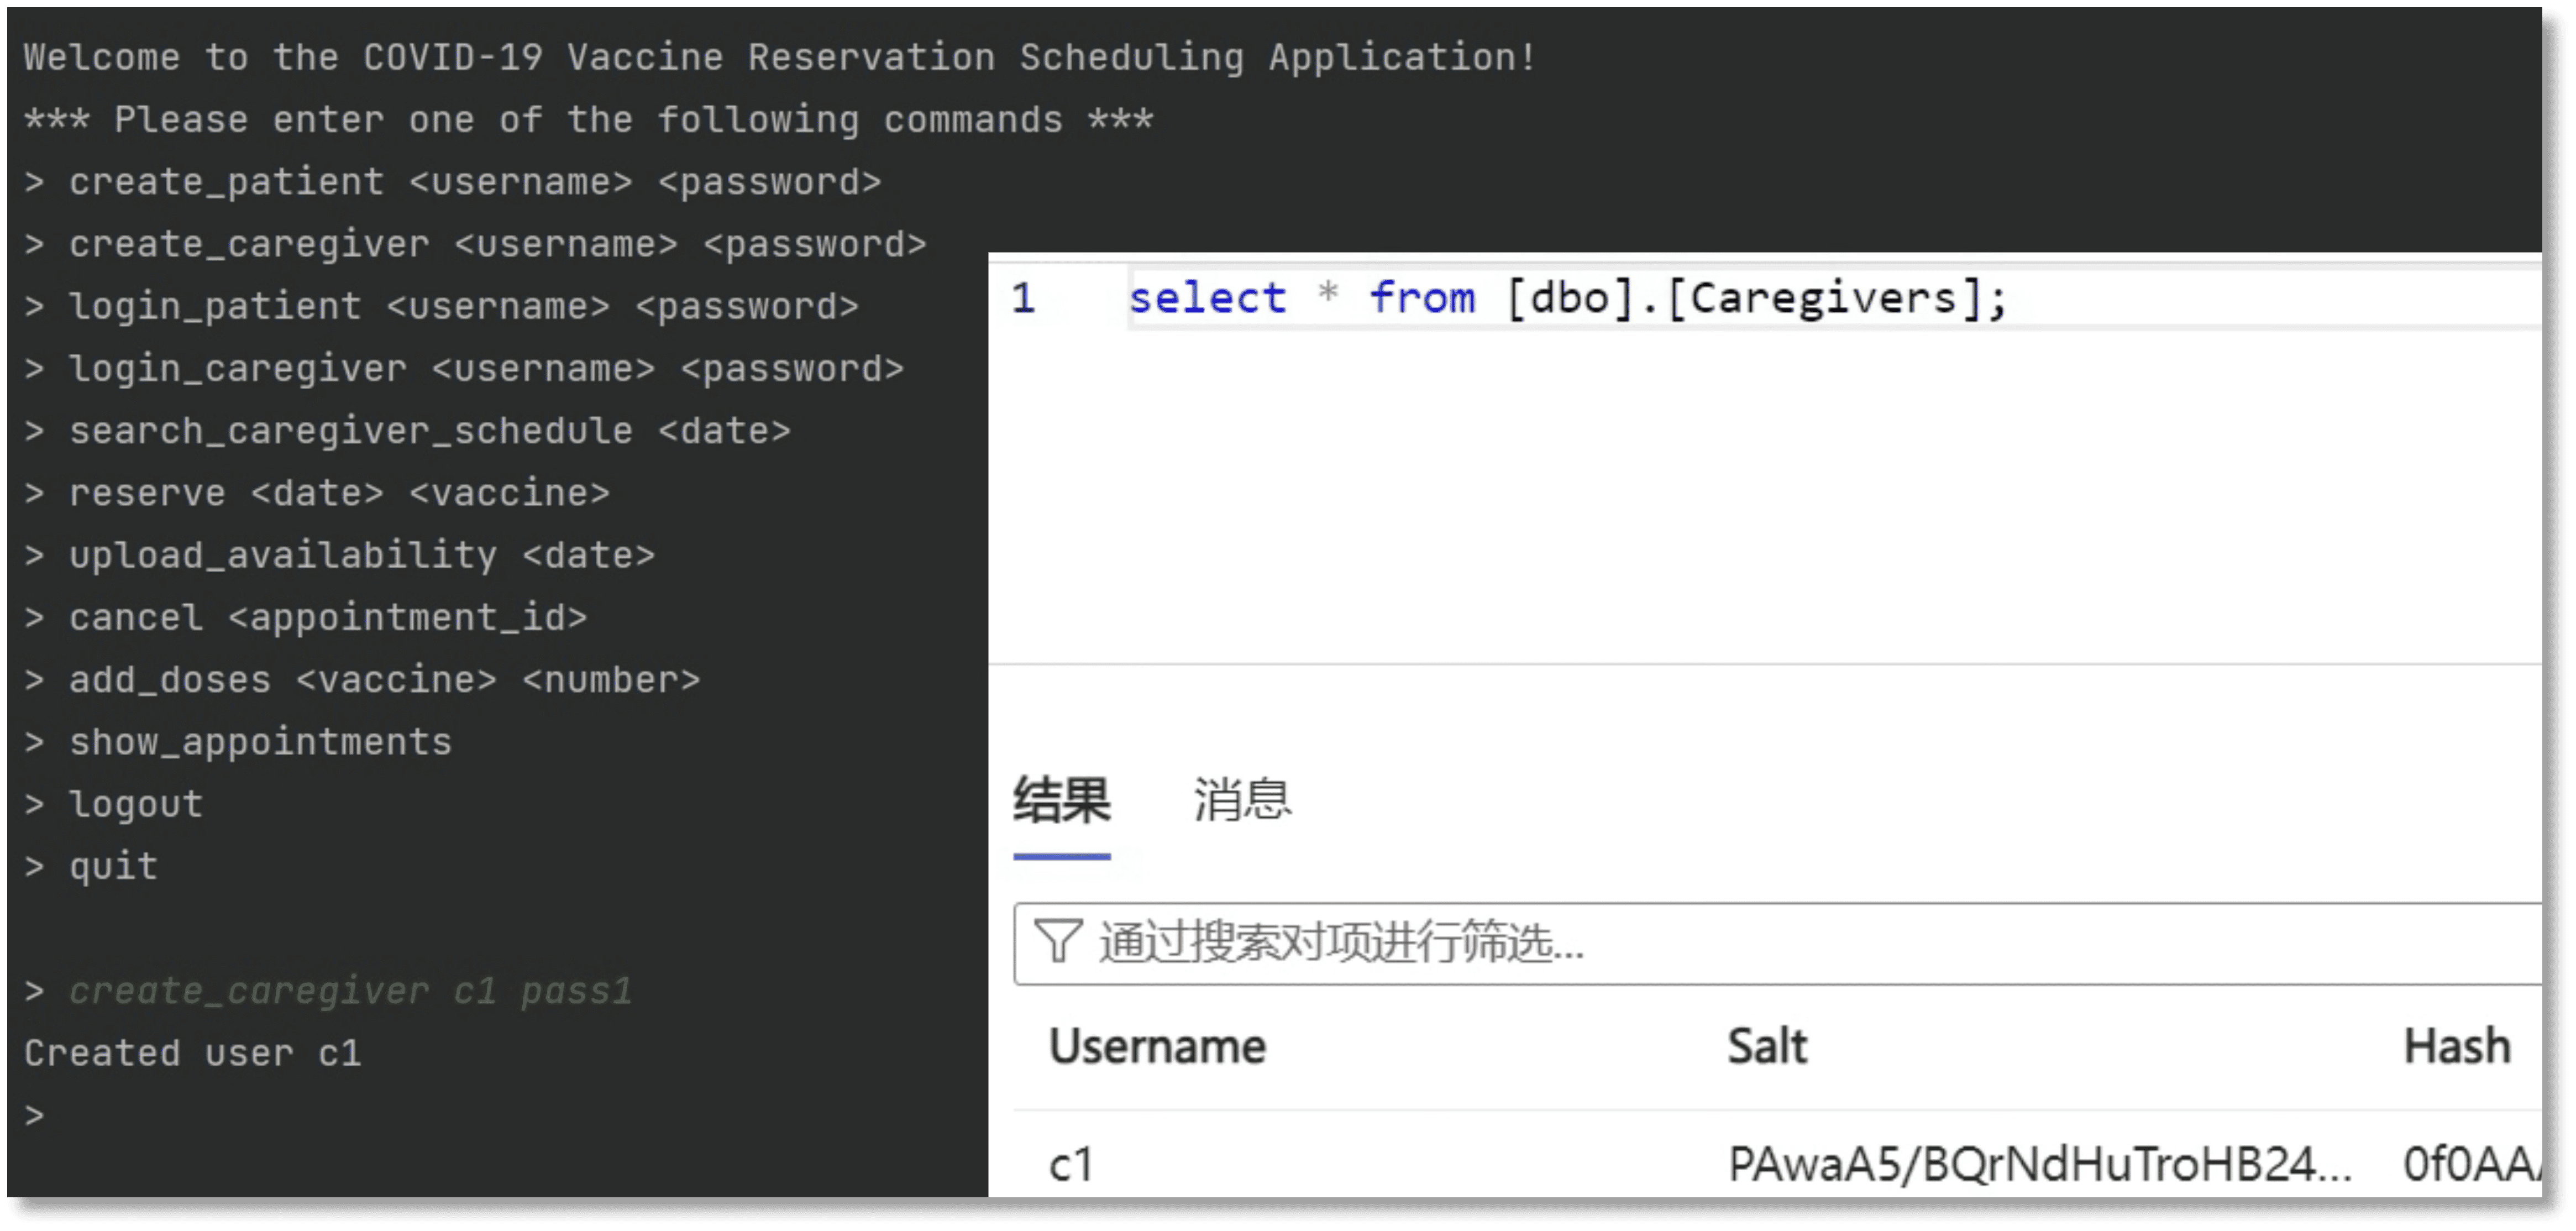 Welcome to the COVID-19 Vaccine Reservation Scheduling Application!
*** Please enter one of the following commands ***
> create_patient <username> <password>
> create_caregiver <username> <password>
> login_patient <username> <password>
> login_caregiver <username> <password>
> search_caregiver_schedule <date>
> reserve <date> <vaccine>
> upload_availability <date>
> cancel <appointment_id>
> add_doses <vaccine> <number>
> show_appointments
> logout
> quit
> create_caregiver c1 pass1
Created user c1
>
1 select * from [dbo].[Caregivers];
结果 消息
通过搜索对项进行筛选...
Username Salt Hash
c1 PAwaA5/BQrNdHuTroHB24... 0f0AA